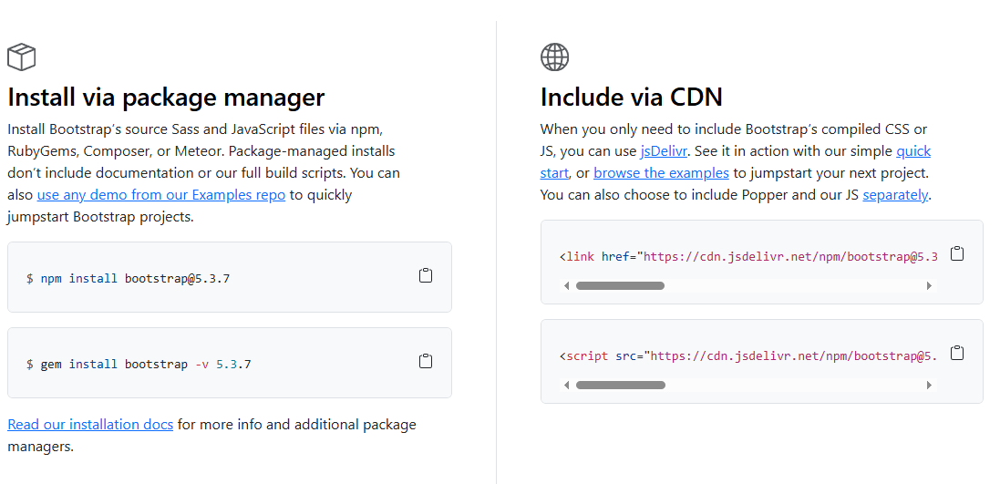 Install via package manager
Install Bootstrap’s source Sass and JavaScript files via npm,
RubyGems, Composer, or Meteor. Package-managed installs
don’t include documentation or our full build scripts. You can
also use any demo from our Examples repo to quickly
jumpstart Bootstrap projects.
$ npm install bootstrap@5.3.7
$ gem install bootstrap -v 5.3.7
Read our installation docs for more info and additional package
managers.
Include via CDN
When you only need to include Bootstrap’s compiled CSS or
JS, you can use jsDelivr. See it in action with our simple quick
start, or browse the examples to jumpstart your next project.
You can also choose to include Popper and our JS separately.
<link href="https://cdn.jsdelivr.net/npm/bootstrap@5.3
<script src="https://cdn.jsdelivr.net/npm/bootstrap@5.